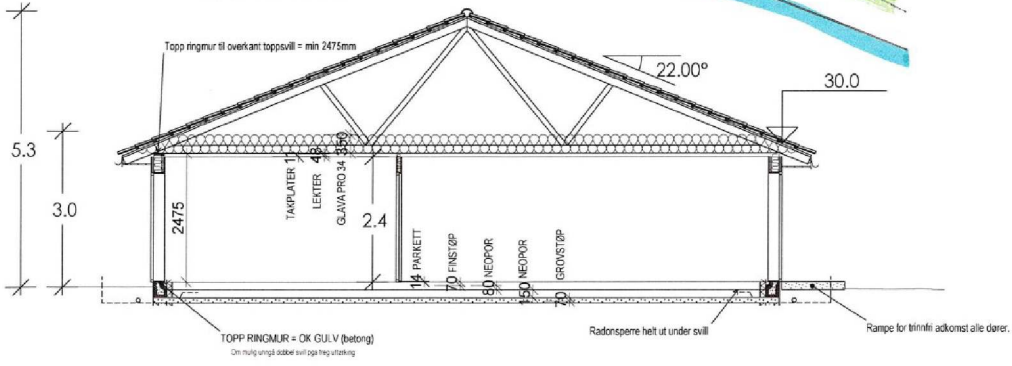 Topp ringmur til overkant toppsvill = min 2475mm
22.00°
30.0
5.3
3.0
2475
TAKPLATER 11
LEKTER 48
GLAVA PRO 34 350
2.4
14 PARKETT
70 FINSTØP
80 NEOPOR
150 NEOPOR
70 GROVSTØP
TOPP RINGMUR = OK GULV (betong)
Om mulig unngå dobbel svill pga treg uttørking
Radonsperre helt ut under svill
Rampe for trinnfri adkomst alle dører.